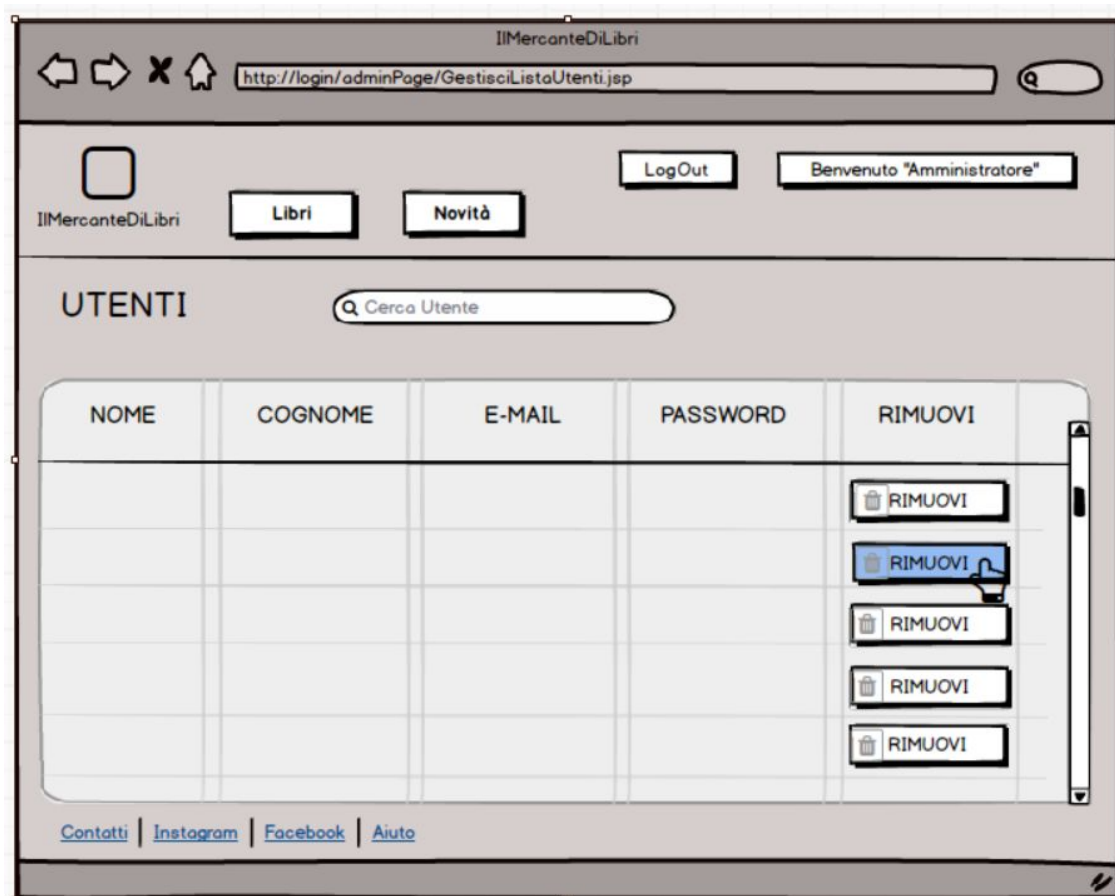 IlMercanteDiLibri
http://login/adminPage/GestisciListaUtenti.jsp
LogOut
Benvenuto "Amministratore"
IlMercanteDiLibri
Libri
Novità
UTENTI
Cerca Utente
NOME COGNOME E-MAIL PASSWORD RIMUOVI
RIMUOVI
RIMUOVI
RIMUOVI
RIMUOVI
RIMUOVI
Contatti | Instagram | Facebook | Aiuto